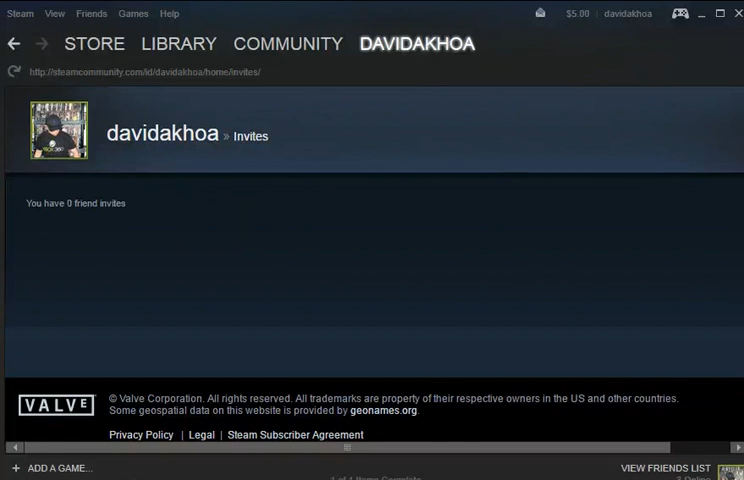 Steam View Friends Games Help $5.00 davidakhoa
STORE LIBRARY COMMUNITY DAVIDAKHOA
http://steamcommunity.com/id/davidakhoa/home/invites/
davidakhoa » Invites
You have 0 friend invites
VALVE
© Valve Corporation. All rights reserved. All trademarks are property of their respective owners in the US and other countries.
Some geospatial data on this website is provided by geonames.org.
Privacy Policy | Legal | Steam Subscriber Agreement
+ ADD A GAME... VIEW FRIENDS LIST